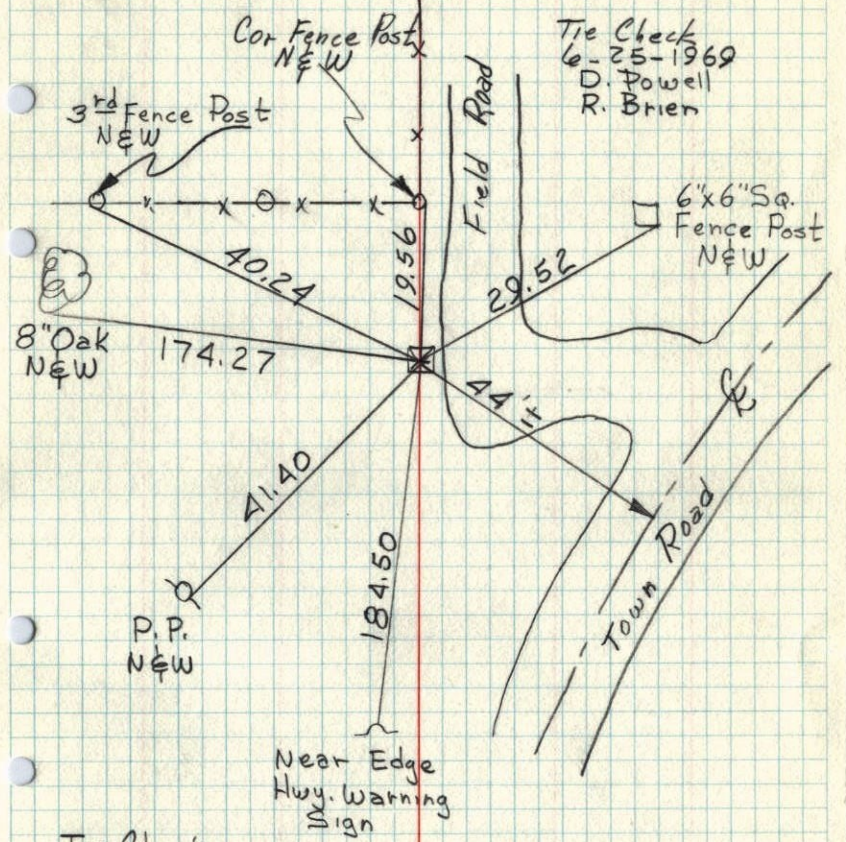 Tie Check
6-25-1969
D. Powell
R. Brien
Cor Fence Post
N&W
3rd Fence Post
N&W
Field Road
6"x6" Sq.
Fence Post
N&W
40.24
19.56
29.52
8" Oak
N&W
174.27
44'±
℄
41.40
184.50
Town Road
P.P.
N&W
Near Edge
Hwy. Warning
Sign